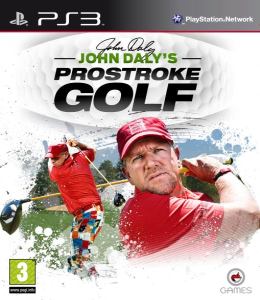 PS3
PlayStation.Network
John Daly
JOHN DALY'S
PROSTROKE
GOLF
3
www.pegi.info
GAMES